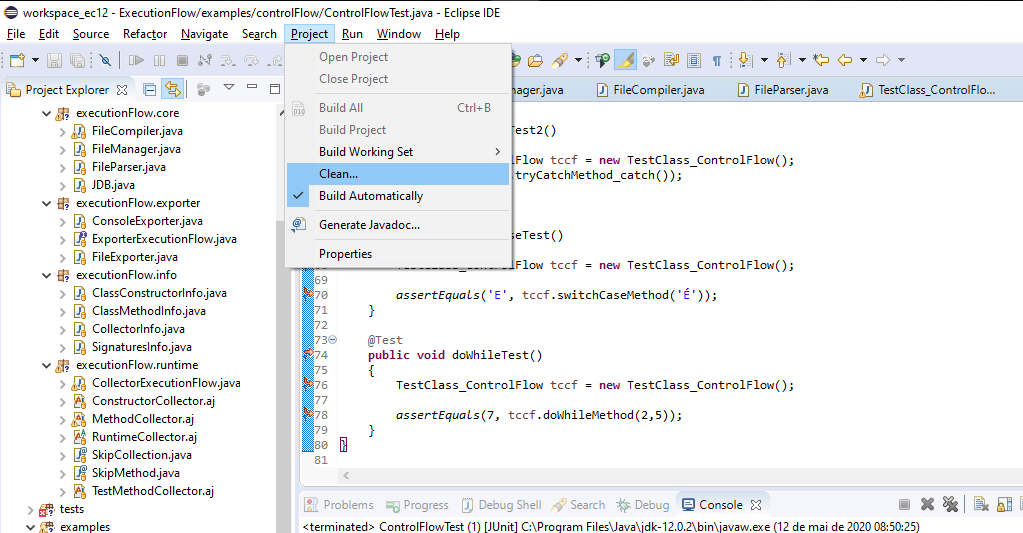 workspace_ec12 - ExecutionFlow/examples/controlFlow/ControlFlowTest.java - Eclipse IDE
File Edit Source Refactor Navigate Search Project Run Window Help
Project Explorer
executionFlow.core
FileCompiler.java
FileManager.java
FileParser.java
JDB.java
executionFlow.exporter
ConsoleExporter.java
ExporterExecutionFlow.java
FileExporter.java
executionFlow.info
ClassConstructorInfo.java
ClassMethodInfo.java
CollectorInfo.java
SignaturesInfo.java
executionFlow.runtime
CollectorExecutionFlow.java
ConstructorCollector.aj
MethodCollector.aj
RuntimeCollector.aj
SkipCollection.java
SkipMethod.java
TestMethodCollector.aj
tests
examples
Open Project
Close Project
Build All Ctrl+B
Build Project
Build Working Set
Clean...
Build Automatically
Generate Javadoc...
Properties
nager.java FileCompiler.java FileParser.java TestClass_ControlFlo...
Test2()
lFlow tccf = new TestClass_ControlFlow();
tryCatchMethod_catch());
seTest()
lFlow tccf = new TestClass_ControlFlow();
69
70 assertEquals('E', tccf.switchCaseMethod('É'));
71 }
72
73 @Test
74 public void doWhileTest()
75 {
76 TestClass_ControlFlow tccf = new TestClass_ControlFlow();
77
78 assertEquals(7, tccf.doWhileMethod(2,5));
79 }
80 }
81
Problems Progress Debug Shell Search Debug Console
<terminated> ControlFlowTest (1) [JUnit] C:\Program Files\Java\jdk-12.0.2\bin\javaw.exe (12 de mai de 2020 08:50:25)